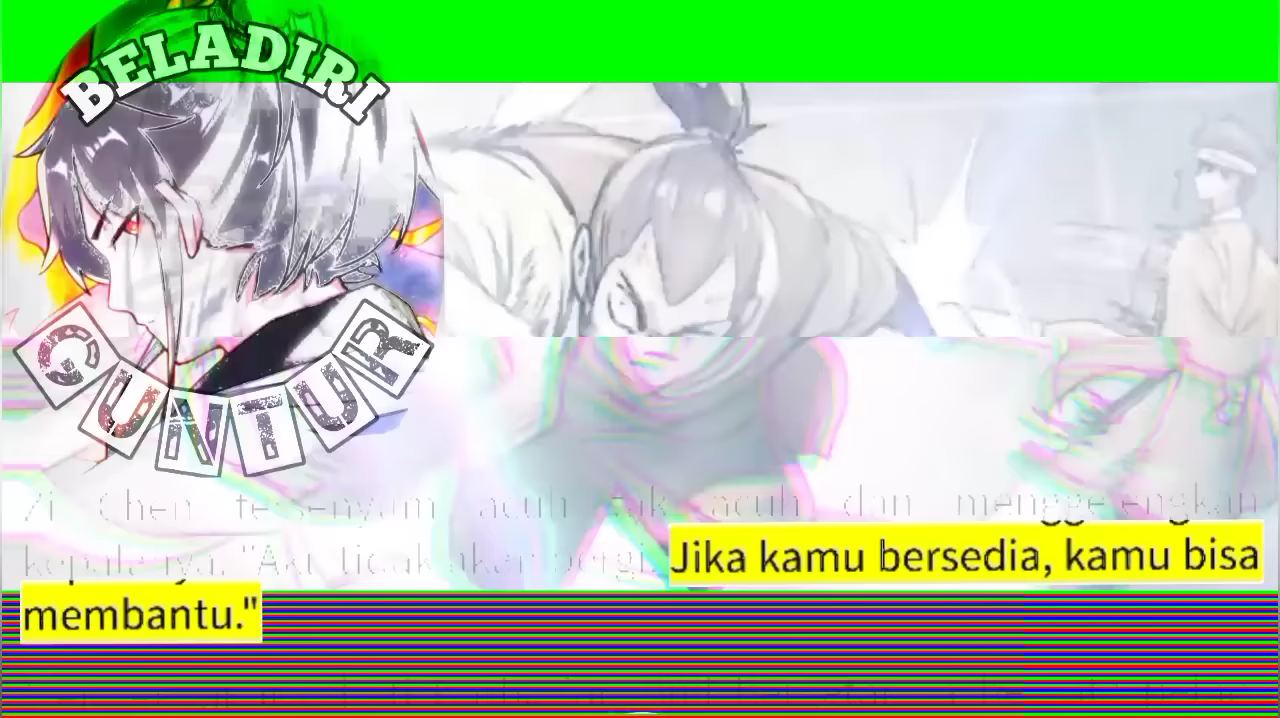 BELADIRI
GUNTUR
Zi Chen tersenyum acuh tak acuh dan menggelengkan
kepalanya. "Aku tidak akan pergi. Jika kamu bersedia, kamu bisa
membantu."